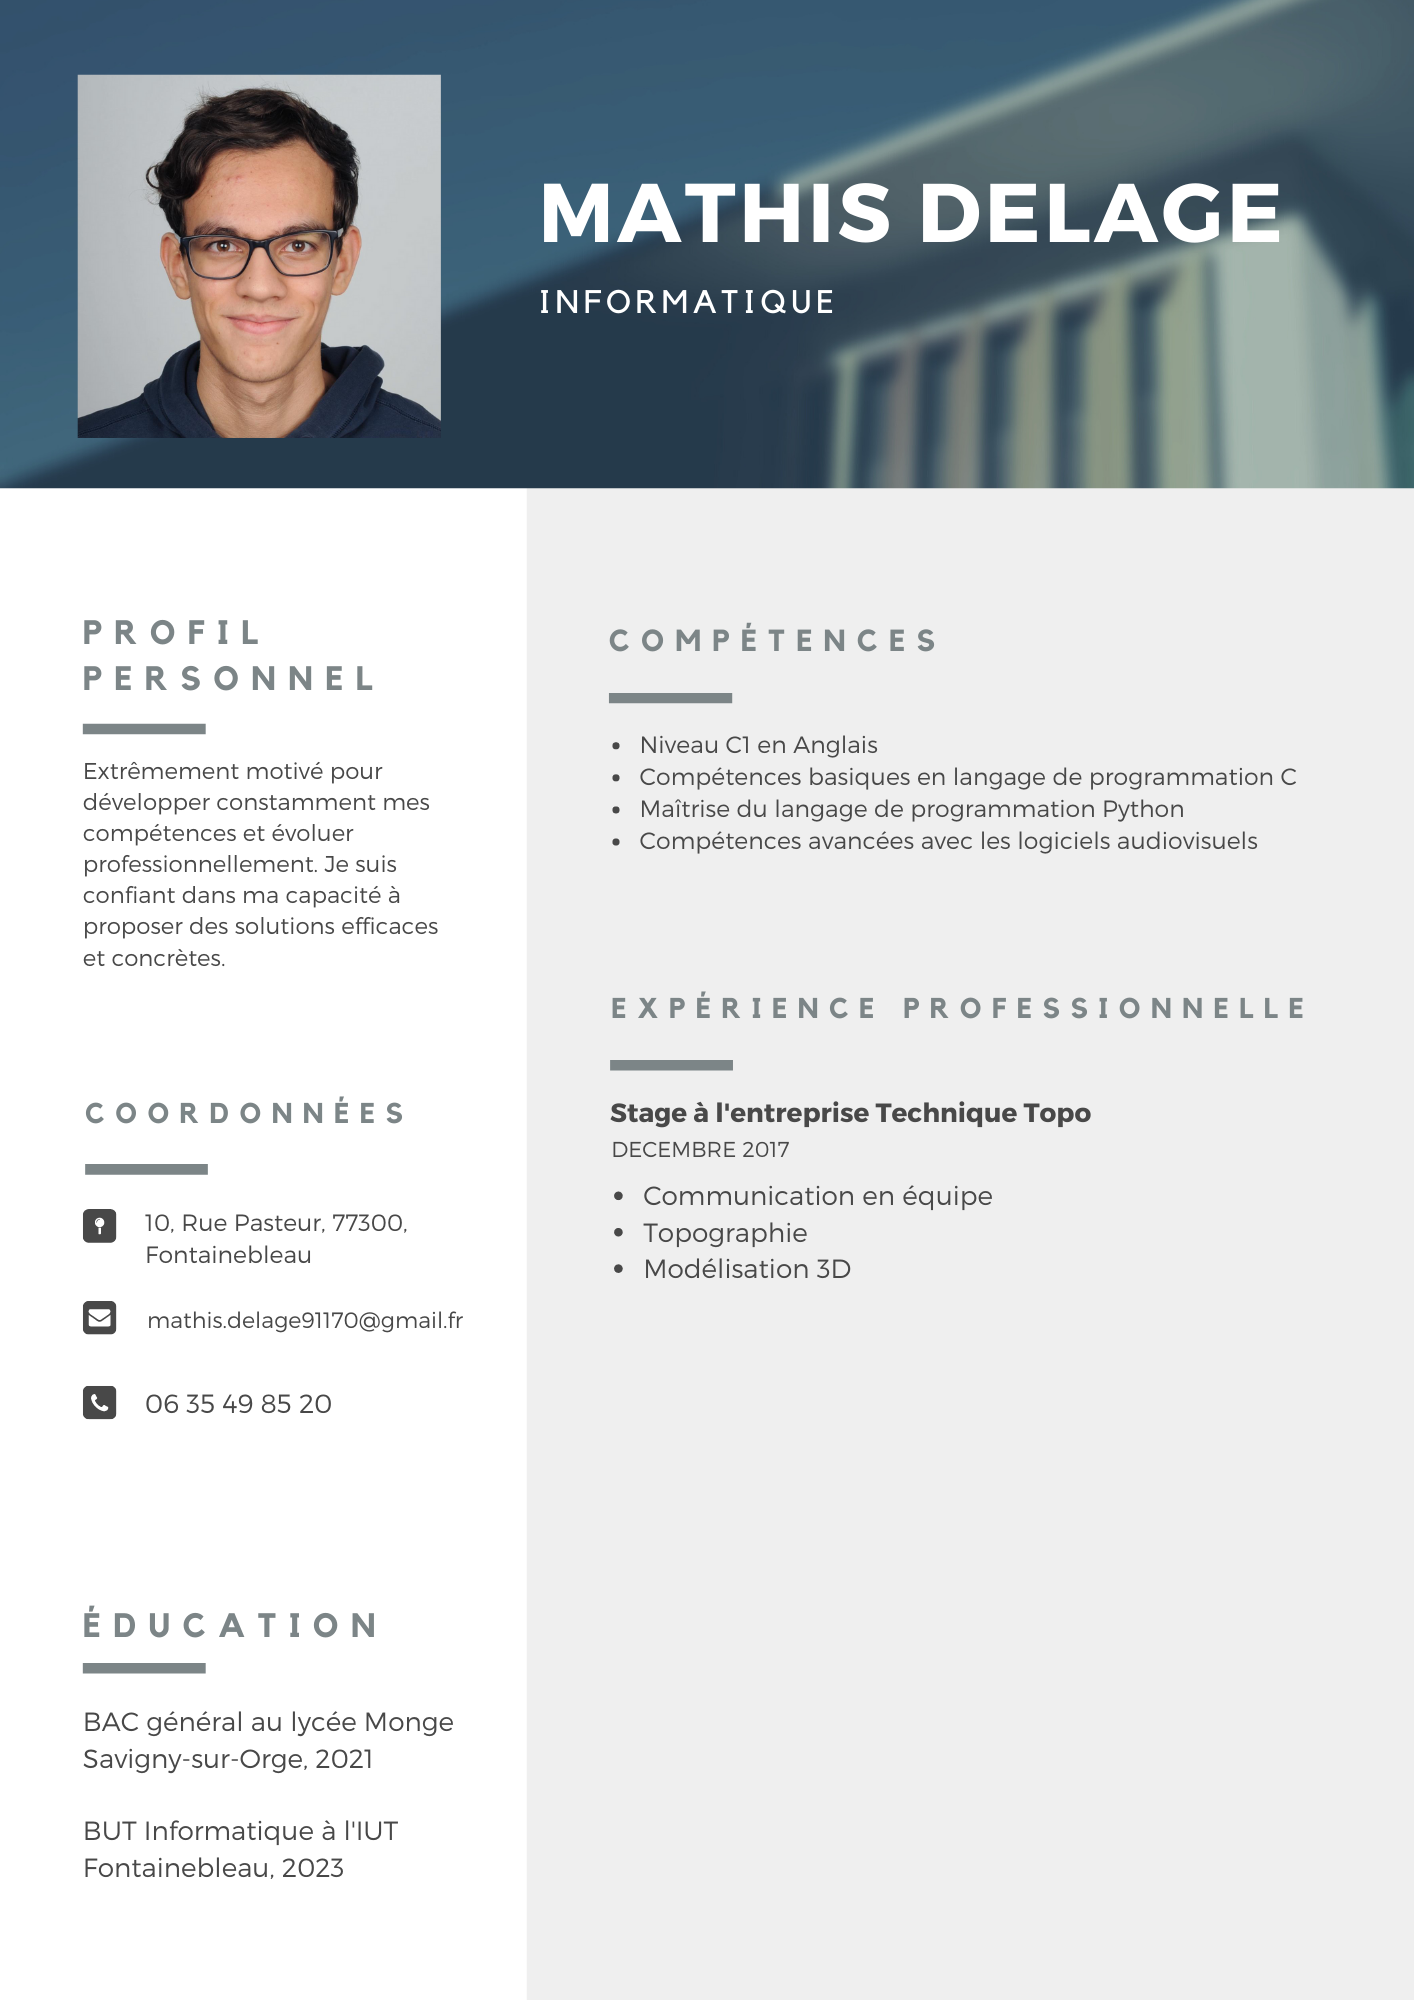 MATHIS DELAGE
INFORMATIQUE
PROFIL
PERSONNEL
Extrêmement motivé pour
développer constamment mes
compétences et évoluer
professionnellement. Je suis
confiant dans ma capacité à
proposer des solutions efficaces
et concrètes.
COORDONNÉES
10, Rue Pasteur, 77300,
Fontainebleau
mathis.delage91170@gmail.fr
06 35 49 85 20
ÉDUCATION
BAC général au lycée Monge
Savigny-sur-Orge, 2021
BUT Informatique à l'IUT
Fontainebleau, 2023
COMPÉTENCES
• Niveau C1 en Anglais
• Compétences basiques en langage de programmation C
• Maîtrise du langage de programmation Python
• Compétences avancées avec les logiciels audiovisuels
EXPÉRIENCE PROFESSIONNELLE
Stage à l'entreprise Technique Topo
DECEMBRE 2017
• Communication en équipe
• Topographie
• Modélisation 3D